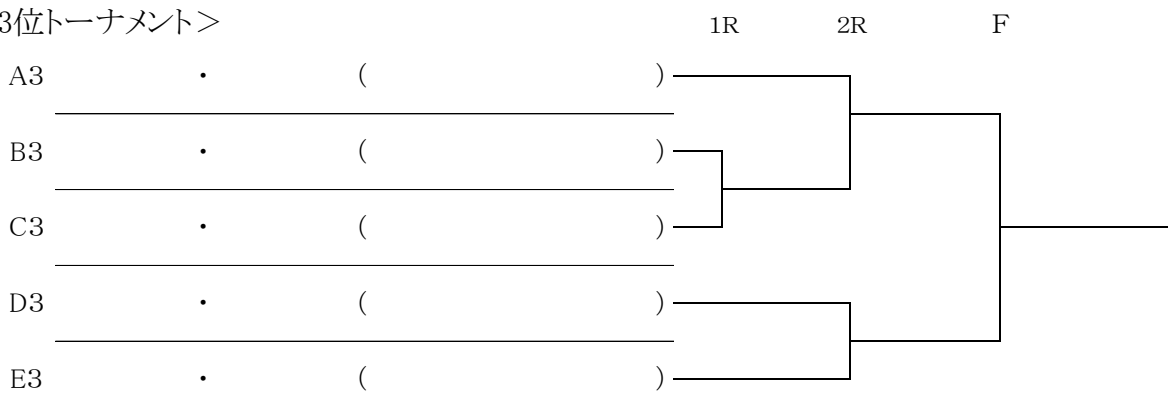 3位トーナメント＞ 1R 2R F
A3 ・ ( )
B3 ・ ( )
C3 ・ ( )
D3 ・ ( )
E3 ・ ( )